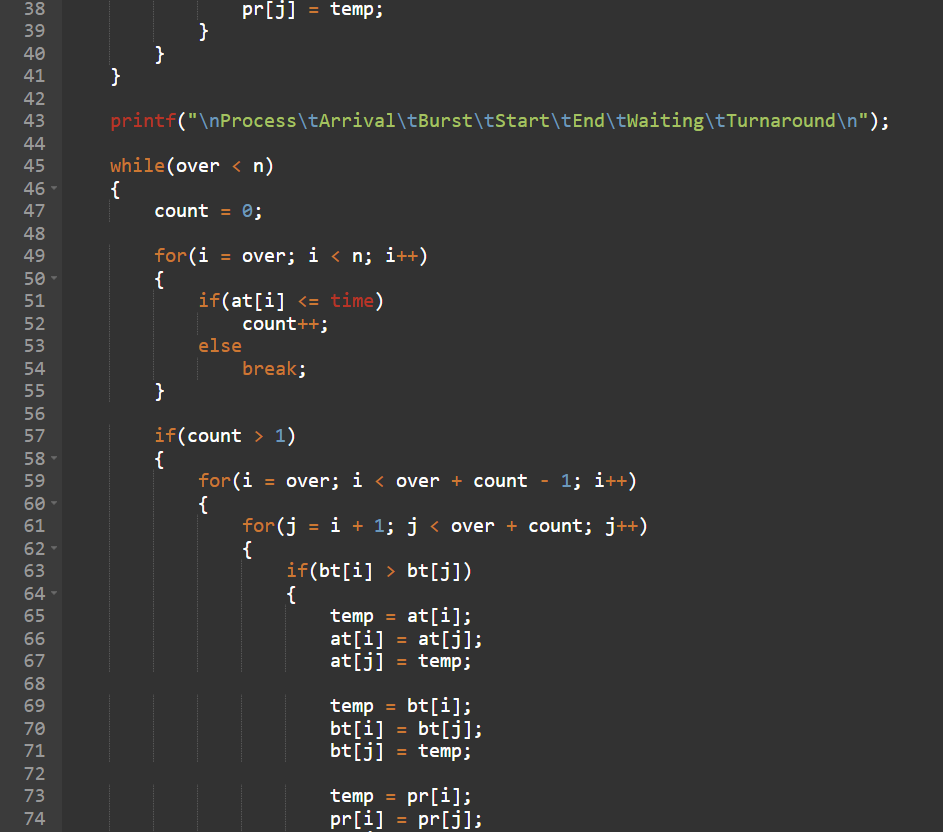 38                 pr[j] = temp;
39             }
40         }
41     }
42
43     printf("\nProcess\tArrival\tBurst\tStart\tEnd\tWaiting\tTurnaround\n");
44
45     while(over < n)
46     {
47         count = 0;
48
49         for(i = over; i < n; i++)
50         {
51             if(at[i] <= time)
52                 count++;
53             else
54                 break;
55         }
56
57         if(count > 1)
58         {
59             for(i = over; i < over + count - 1; i++)
60             {
61                 for(j = i + 1; j < over + count; j++)
62                 {
63                     if(bt[i] > bt[j])
64                     {
65                         temp = at[i];
66                         at[i] = at[j];
67                         at[j] = temp;
68
69                         temp = bt[i];
70                         bt[i] = bt[j];
71                         bt[j] = temp;
72
73                         temp = pr[i];
74                         pr[i] = pr[j];